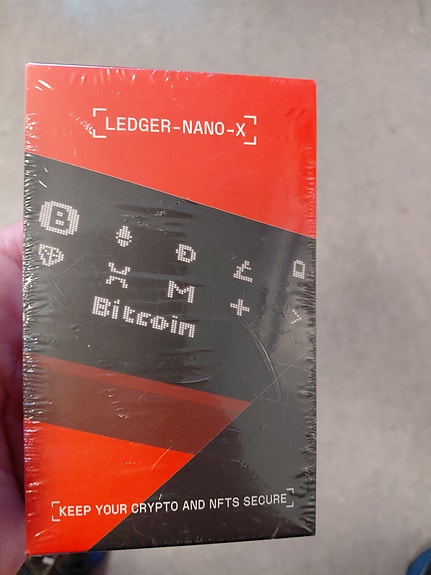 LEDGER-NANO-X
Bitcoin
KEEP YOUR CRYPTO AND NFTS SECURE